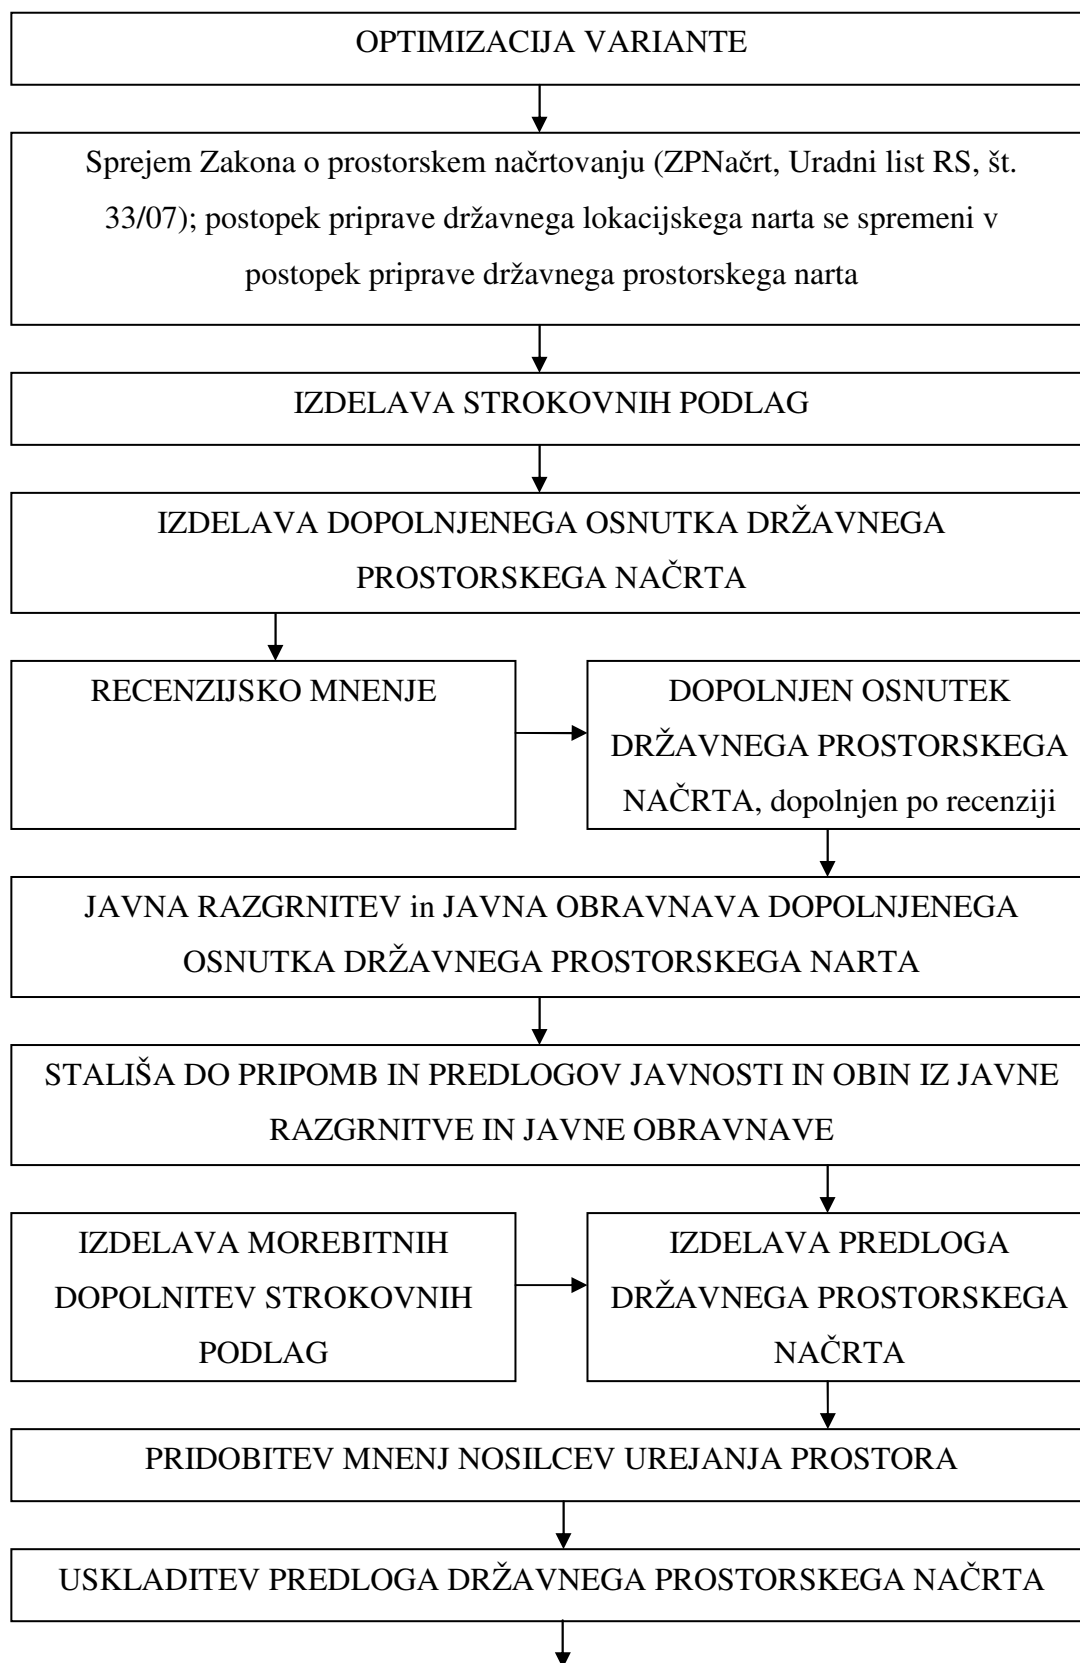 OPTIMIZACIJA VARIANTE
Sprejem Zakona o prostorskem načrtovanju (ZPNačrt, Uradni list RS, št.
33/07); postopek priprave državnega lokacijskega narta se spremeni v
postopek priprave državnega prostorskega narta
IZDELAVA STROKOVNIH PODLAG
IZDELAVA DOPOLNJENEGA OSNUTKA DRŽAVNEGA
PROSTORSKEGA NAČRTA
RECENZIJSKO MNENJE
DOPOLNJEN OSNUTEK
DRŽAVNEGA PROSTORSKEGA
NAČRTA, dopolnjen po recenziji
JAVNA RAZGRNITEV in JAVNA OBRAVNAVA DOPOLNJENEGA
OSNUTKA DRŽAVNEGA PROSTORSKEGA NARTA
STALIŠA DO PRIPOMB IN PREDLOGOV JAVNOSTI IN OBIN IZ JAVNE
RAZGRNITVE IN JAVNE OBRAVNAVE
IZDELAVA MOREBITNIH
DOPOLNITEV STROKOVNIH
PODLAG
IZDELAVA PREDLOGA
DRŽAVNEGA PROSTORSKEGA
NAČRTA
PRIDOBITEV MNENJ NOSILCEV UREJANJA PROSTORA
USKLADITEV PREDLOGA DRŽAVNEGA PROSTORSKEGA NAČRTA